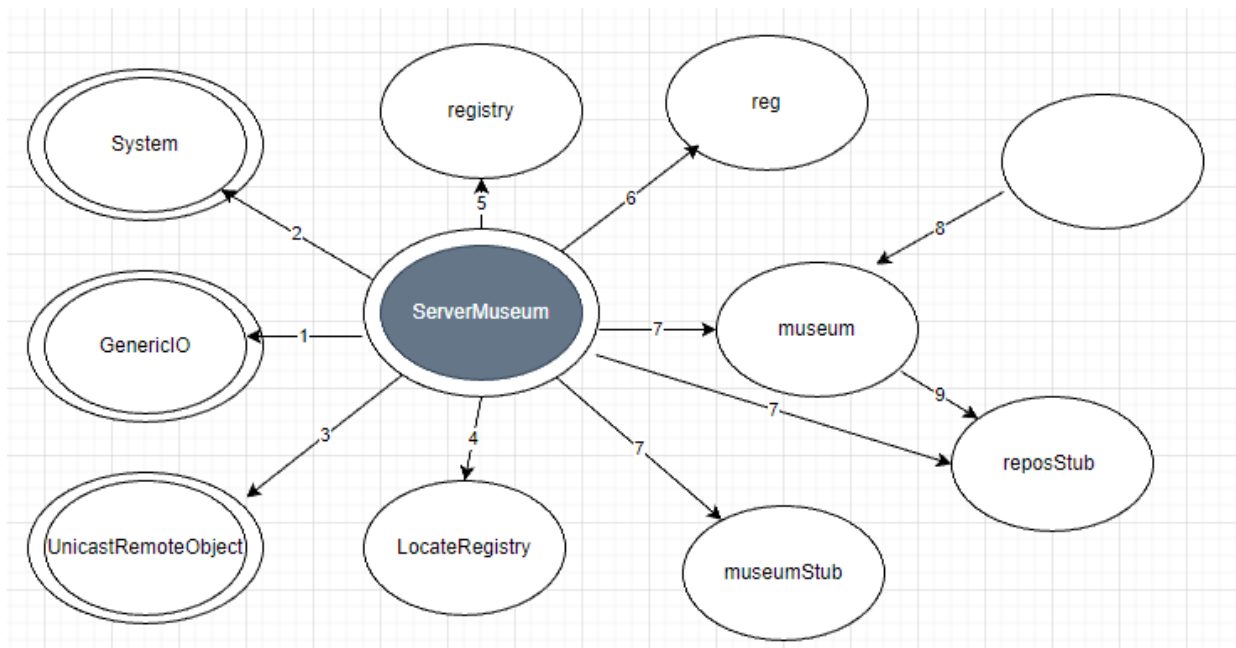 registry
reg
System
5
6
8
2
ServerMuseum
museum
7
GenericIO
1
9
7
3
4
7
reposStub
UnicastRemoteObject
LocateRegistry
museumStub